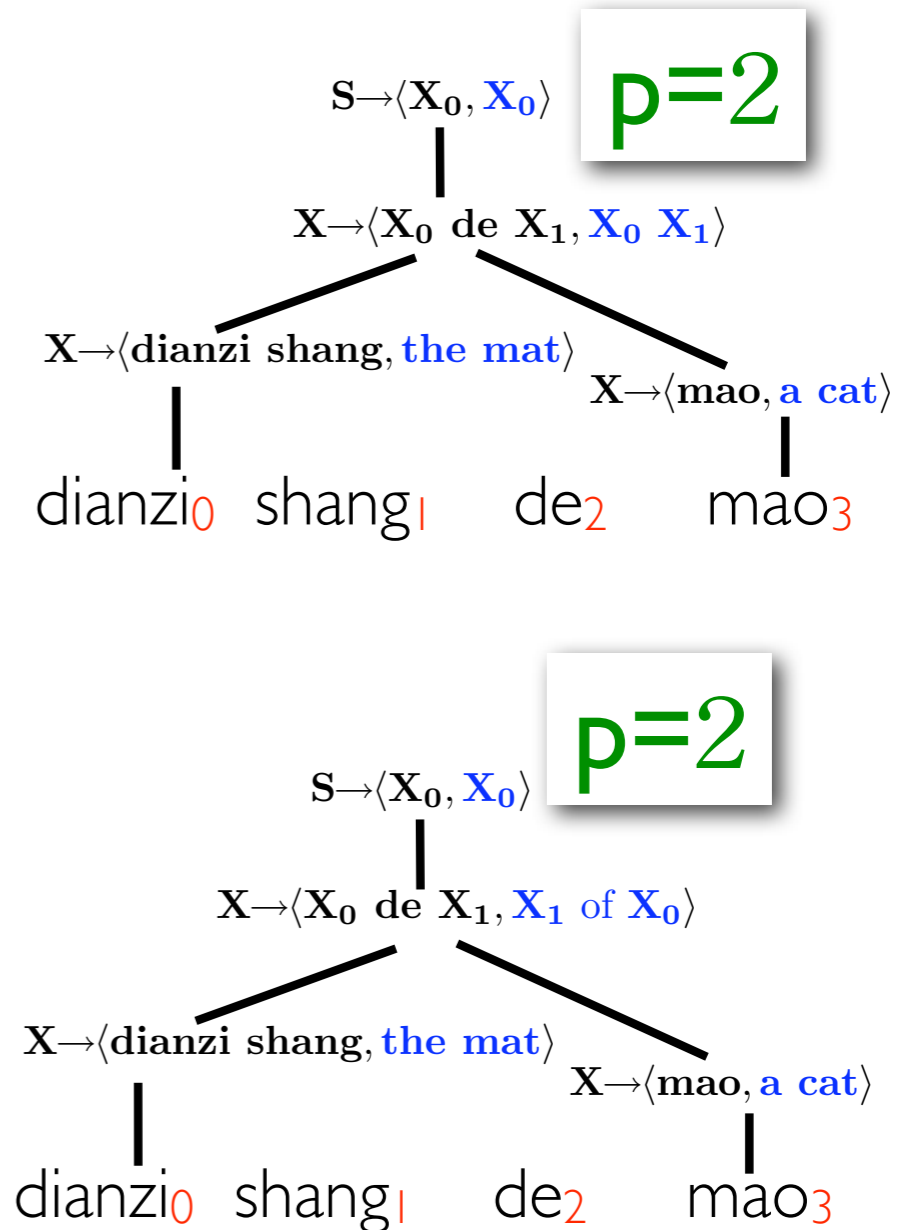 p=2
S→⟨X₀, X₀⟩
X→⟨X₀ de X₁, X₀ X₁⟩
X→⟨dianzi shang, the mat⟩
X→⟨mao, a cat⟩
dianzi₀ shang₁ de₂ mao₃
p=2
S→⟨X₀, X₀⟩
X→⟨X₀ de X₁, X₁ of X₀⟩
X→⟨dianzi shang, the mat⟩
X→⟨mao, a cat⟩
dianzi₀ shang₁ de₂ mao₃